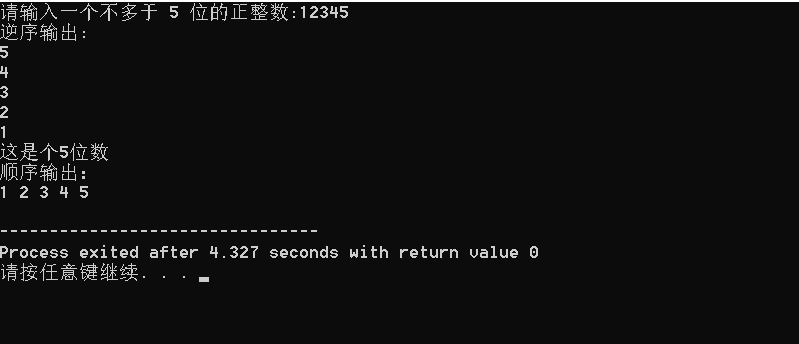 请输入一个不多于 5 位的正整数:12345
逆序输出:
5
4
3
2
1
这是个5位数
顺序输出:
1 2 3 4 5
--------------------------------
Process exited after 4.327 seconds with return value 0
请按任意键继续. . .